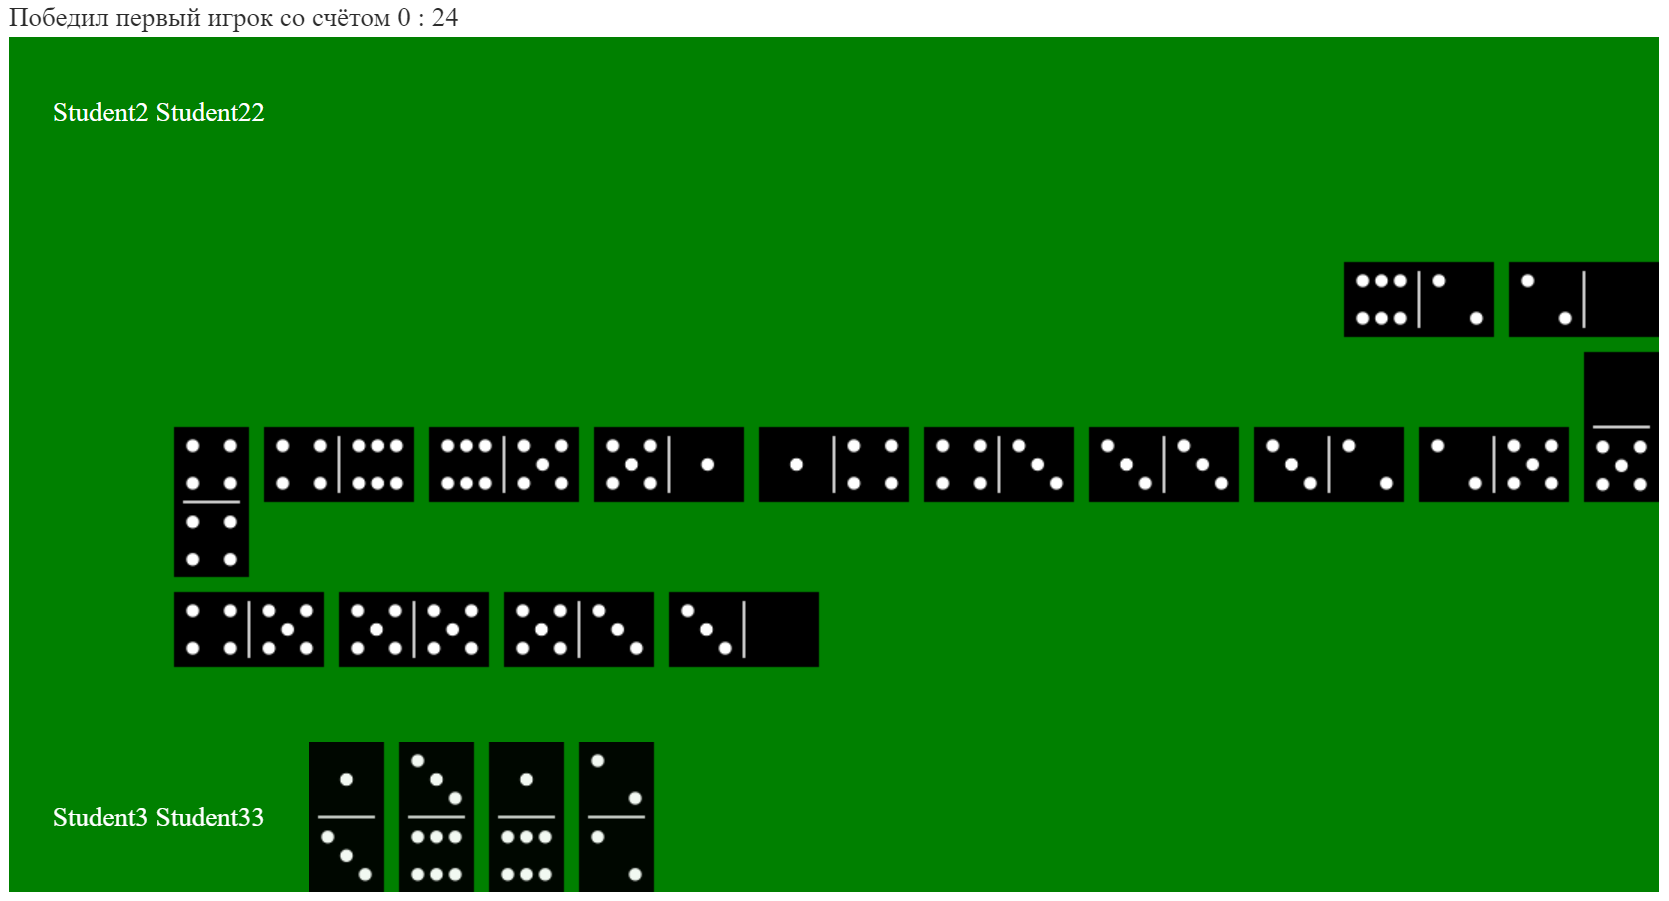 Победил первый игрок со счётом 0 : 24
Student2 Student22
Student3 Student33